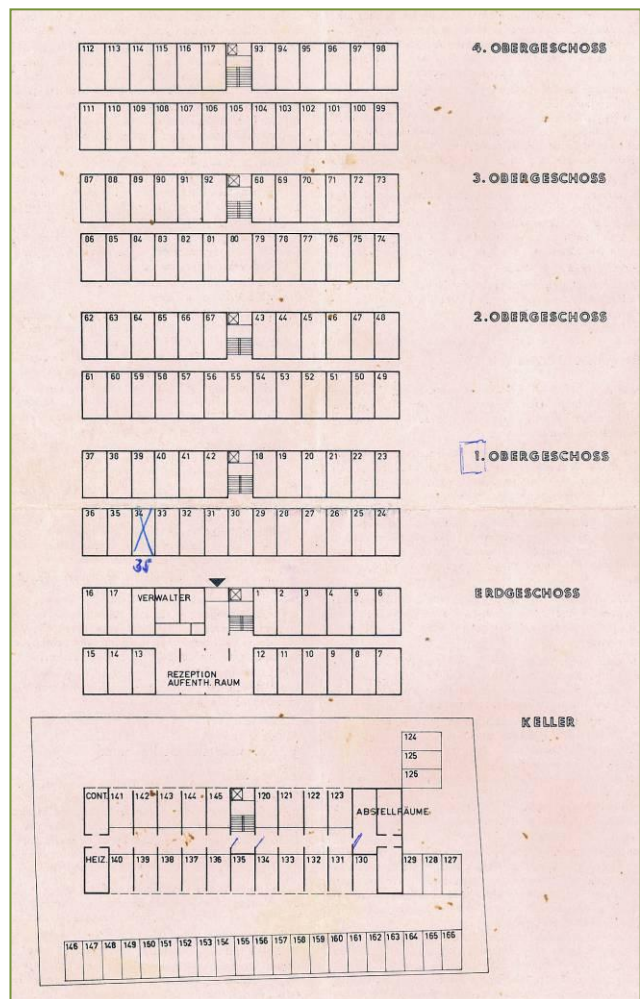 112 113 114 115 116 117 93 94 95 96 97 98 4. OBERGESCHOSS
111 110 109 108 107 106 105 104 103 102 101 100 99
87 88 89 90 91 92 68 69 70 71 72 73 3. OBERGESCHOSS
86 85 84 83 82 81 80 79 78 77 76 75 74
62 63 64 65 66 67 43 44 45 46 47 48 2. OBERGESCHOSS
61 60 59 58 57 56 55 54 53 52 51 50 49
37 38 39 40 41 42 18 19 20 21 22 23 1. OBERGESCHOSS
36 35 34 33 32 31 30 29 28 27 26 25 24
35
16 17 VERWALTER 1 2 3 4 5 6 ERDGESCHOSS
15 14 13 12 11 10 9 8 7
REZEPTION
AUFENTH. RAUM
KELLER
124
125
126
CONT. 141 142 143 144 145 120 121 122 123
ABSTELLRÄUME
HEIZ. 140 139 138 137 136 135 134 133 132 131 130 129 128 127
146 147 148 149 150 151 152 153 154 155 156 157 158 159 160 161 162 163 164 165 166